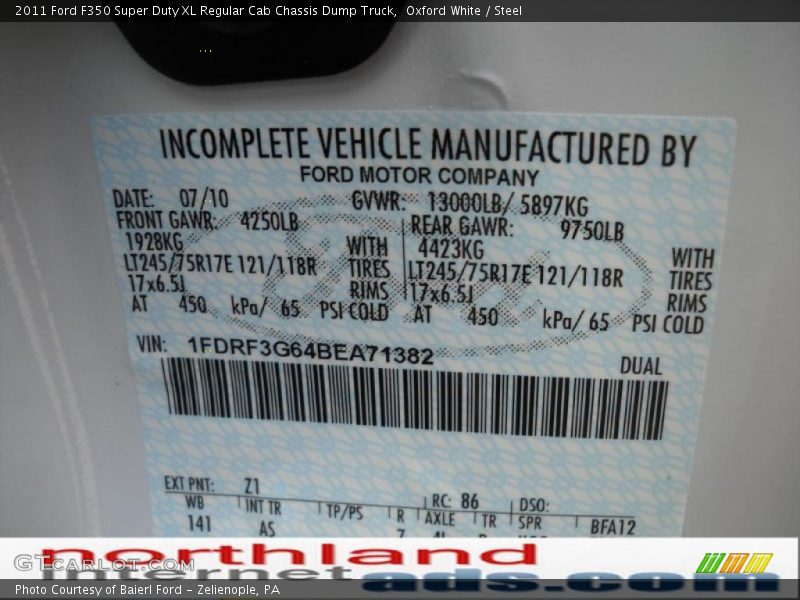 2011 Ford F350 Super Duty XL Regular Cab Chassis Dump Truck, Oxford White / Steel
INCOMPLETE VEHICLE MANUFACTURED BY
FORD MOTOR COMPANY
DATE: 07/10 GVWR: 13000LB/ 5897KG
FRONT GAWR: 4250LB REAR GAWR: 9750LB
1928KG WITH 4423KG WITH
LT245/75R17E 121/118R TIRES LT245/75R17E 121/118R TIRES
17x6.5J RIMS 17x6.5J RIMS
AT 450 kPa/ 65 PSI COLD AT 450 kPa/ 65 PSI COLD
VIN: 1FDRF3G64BEA71382
DUAL
EXT PNT: Z1 RC: 86 DSO:
WB INT TR TP/PS R AXLE TR SPR BFA12
141 AS
northland
GTCarLot.com
Internet Dump Trucks
ads.com
Photo Courtesy of Baierl Ford - Zelienople, PA